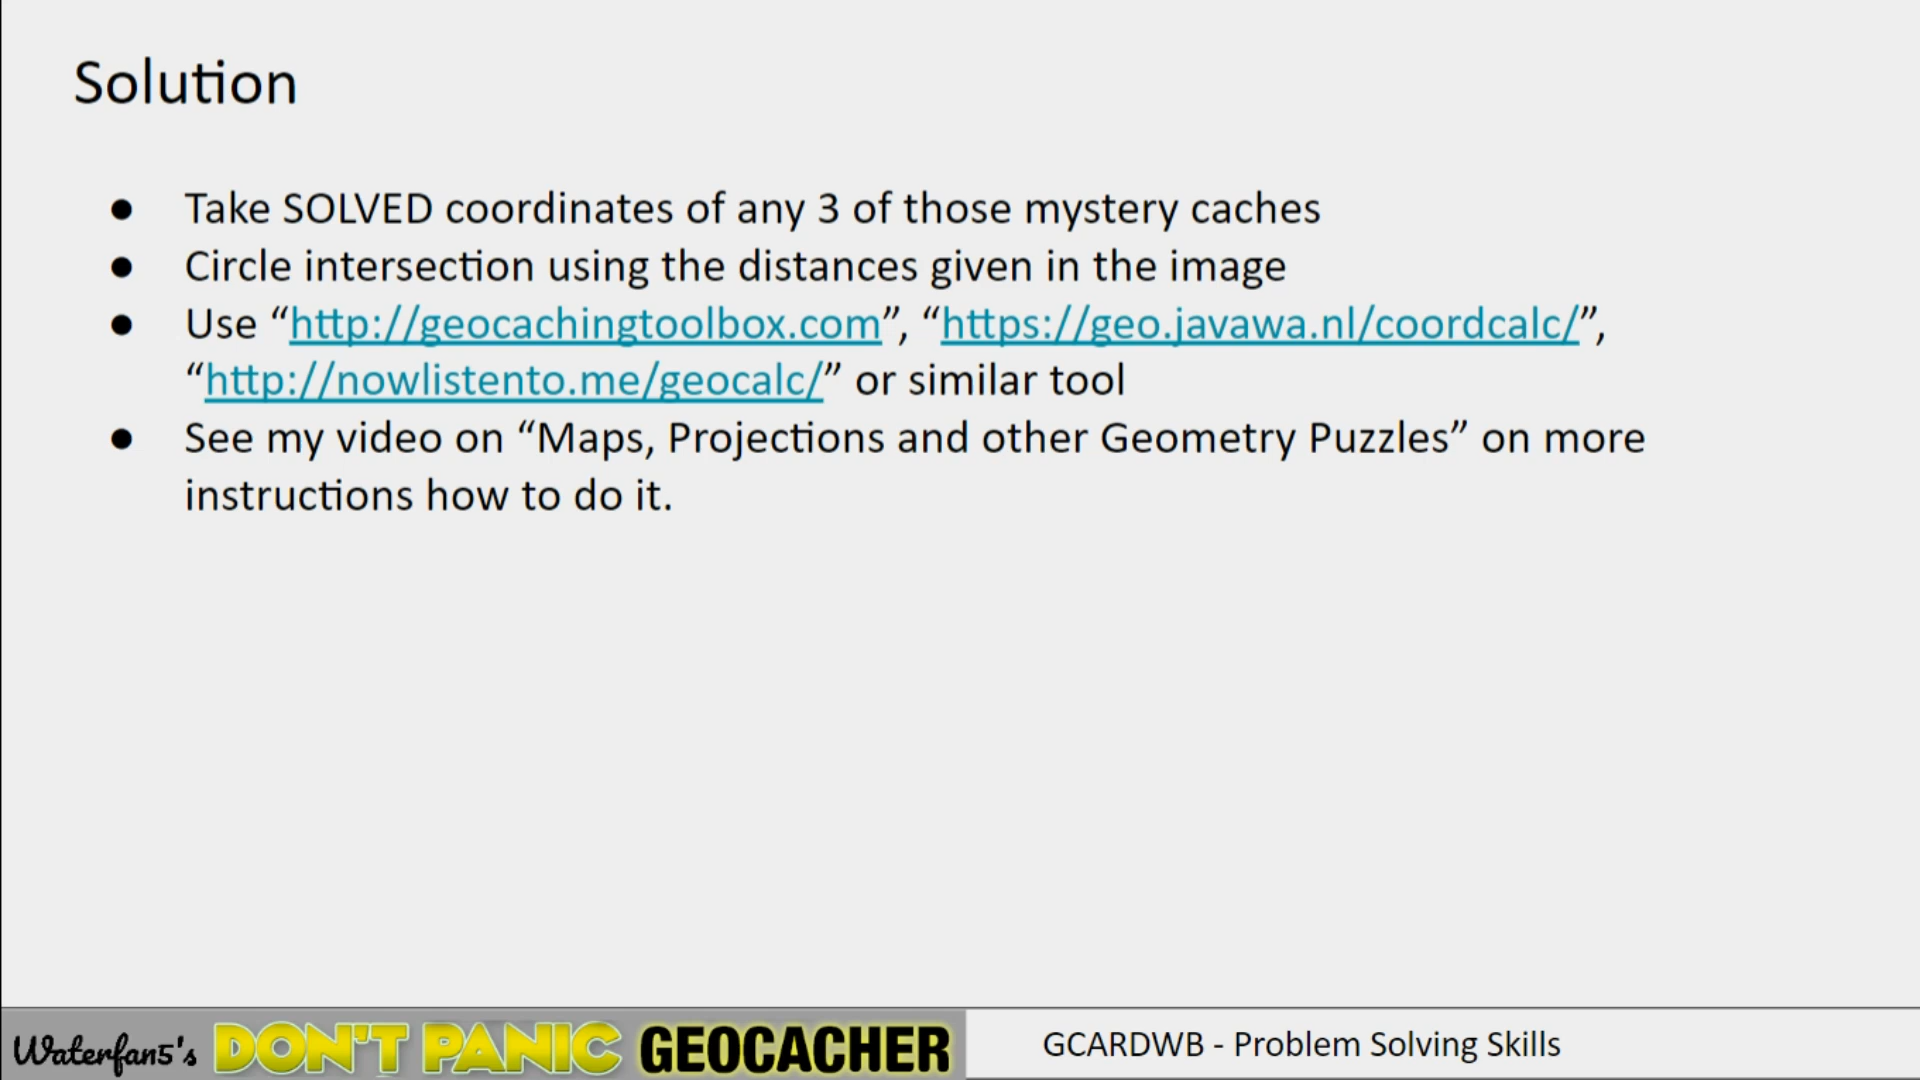 Solution
● Take SOLVED coordinates of any 3 of those mystery caches
● Circle intersection using the distances given in the image
● Use “http://geocachingtoolbox.com”, “https://geo.javawa.nl/coordcalc/”,
“http://nowlistento.me/geocalc/” or similar tool
● See my video on “Maps, Projections and other Geometry Puzzles” on more
instructions how to do it.
Waterfan5's DON'T PANIC GEOCACHER
GCARDWB - Problem Solving Skills